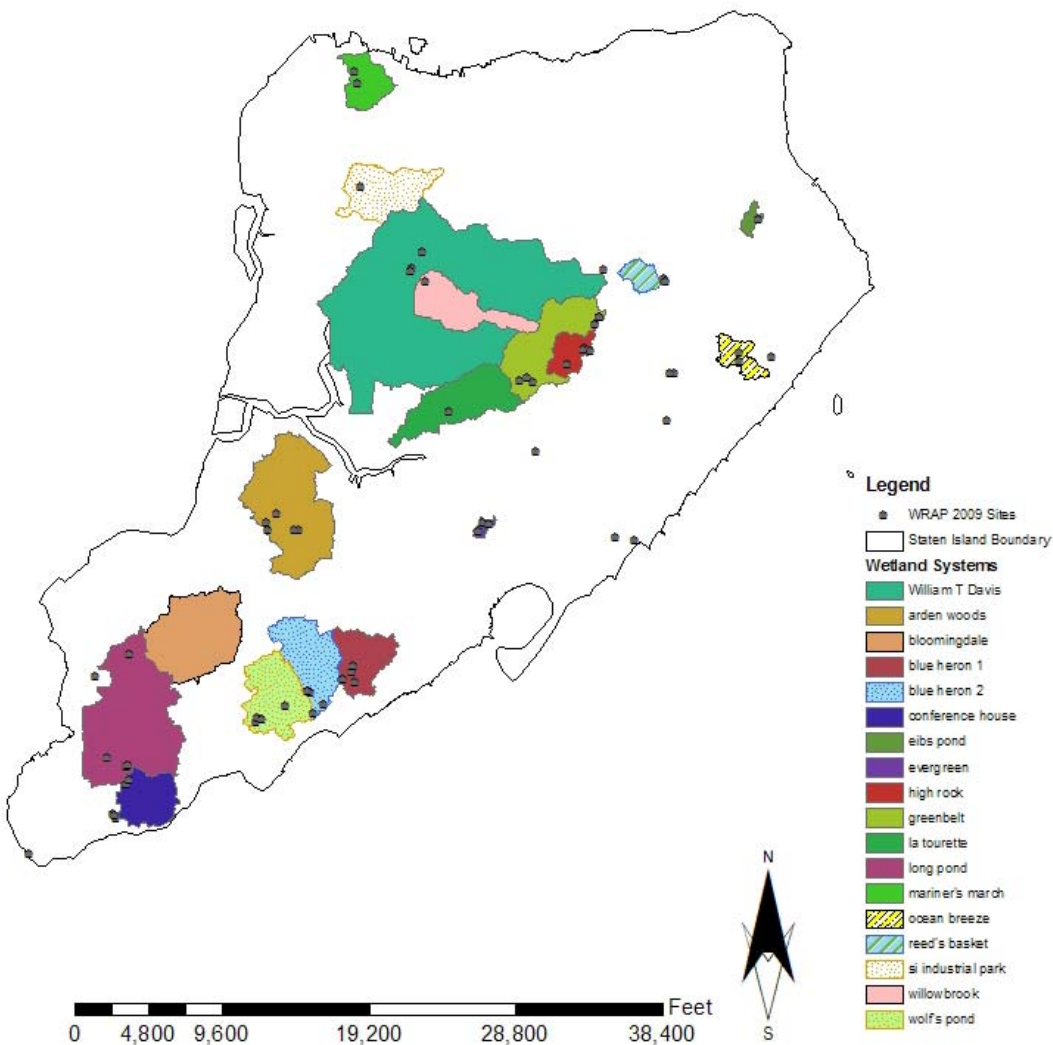 Legend
WRAP 2009 Sites
Staten Island Boundary
Wetland Systems
William T Davis
arden woods
bloomingdale
blue heron 1
blue heron 2
conference house
eibs pond
evergreen
high rock
greenbelt
la tourette
long pond
mariner's march
ocean breeze
reed's basket
si industrial park
willowbrook
wolf's pond
N
S
Feet
0 4,800 9,600 19,200 28,800 38,400